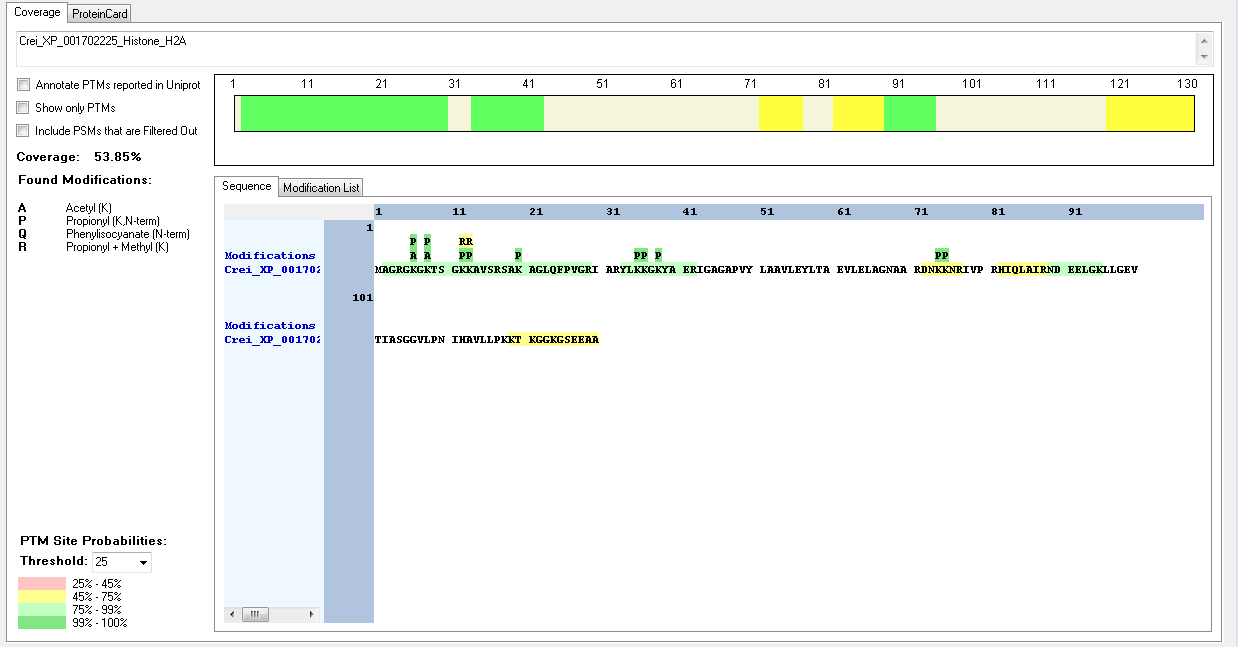 Coverage ProteinCard
Crei_XP_001702225_Histone_H2A
Annotate PTMs reported in Uniprot
Show only PTMs
Include PSMs that are Filtered Out
Coverage: 53.85%
Found Modifications:
A Acetyl (K)
P Propionyl (K,N-term)
Q Phenylisocyanate (N-term)
R Propionyl + Methyl (K)
PTM Site Probabilities:
Threshold: 25
25% - 45%
45% - 75%
75% - 99%
99% - 100%
1 11 21 31 41 51 61 71 81 91 101 111 121 130
Sequence Modification List
1 11 21 31 41 51 61 71 81 91
1
P P RR
Modifications A A PP P PP P PP
Crei_XP_001702 MAGRGKGKTS GKKAVSRSAK AGLQFPVGRI ARYLKKGKYA ERIGAGAPVY LAAVLEYLTA EVLELAGNAA RDNKKNRIVP RHIQLAIRND EELGKLLGEV
101
Modifications
Crei_XP_001702 TIASGGVLPN IHAVLLPKKT KGGKGSEEAA